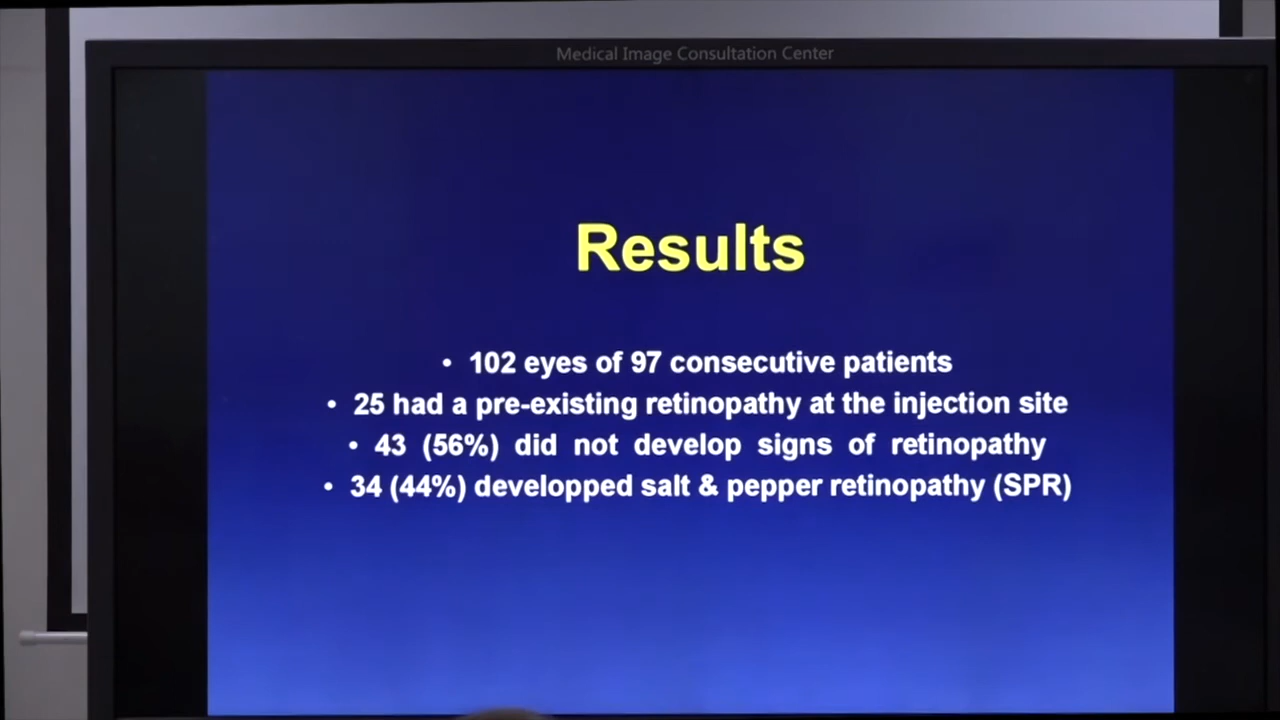 Medical Image Consultation Center
Results
• 102 eyes of 97 consecutive patients
• 25 had a pre-existing retinopathy at the injection site
• 43 (56%) did not develop signs of retinopathy
• 34 (44%) developped salt & pepper retinopathy (SPR)